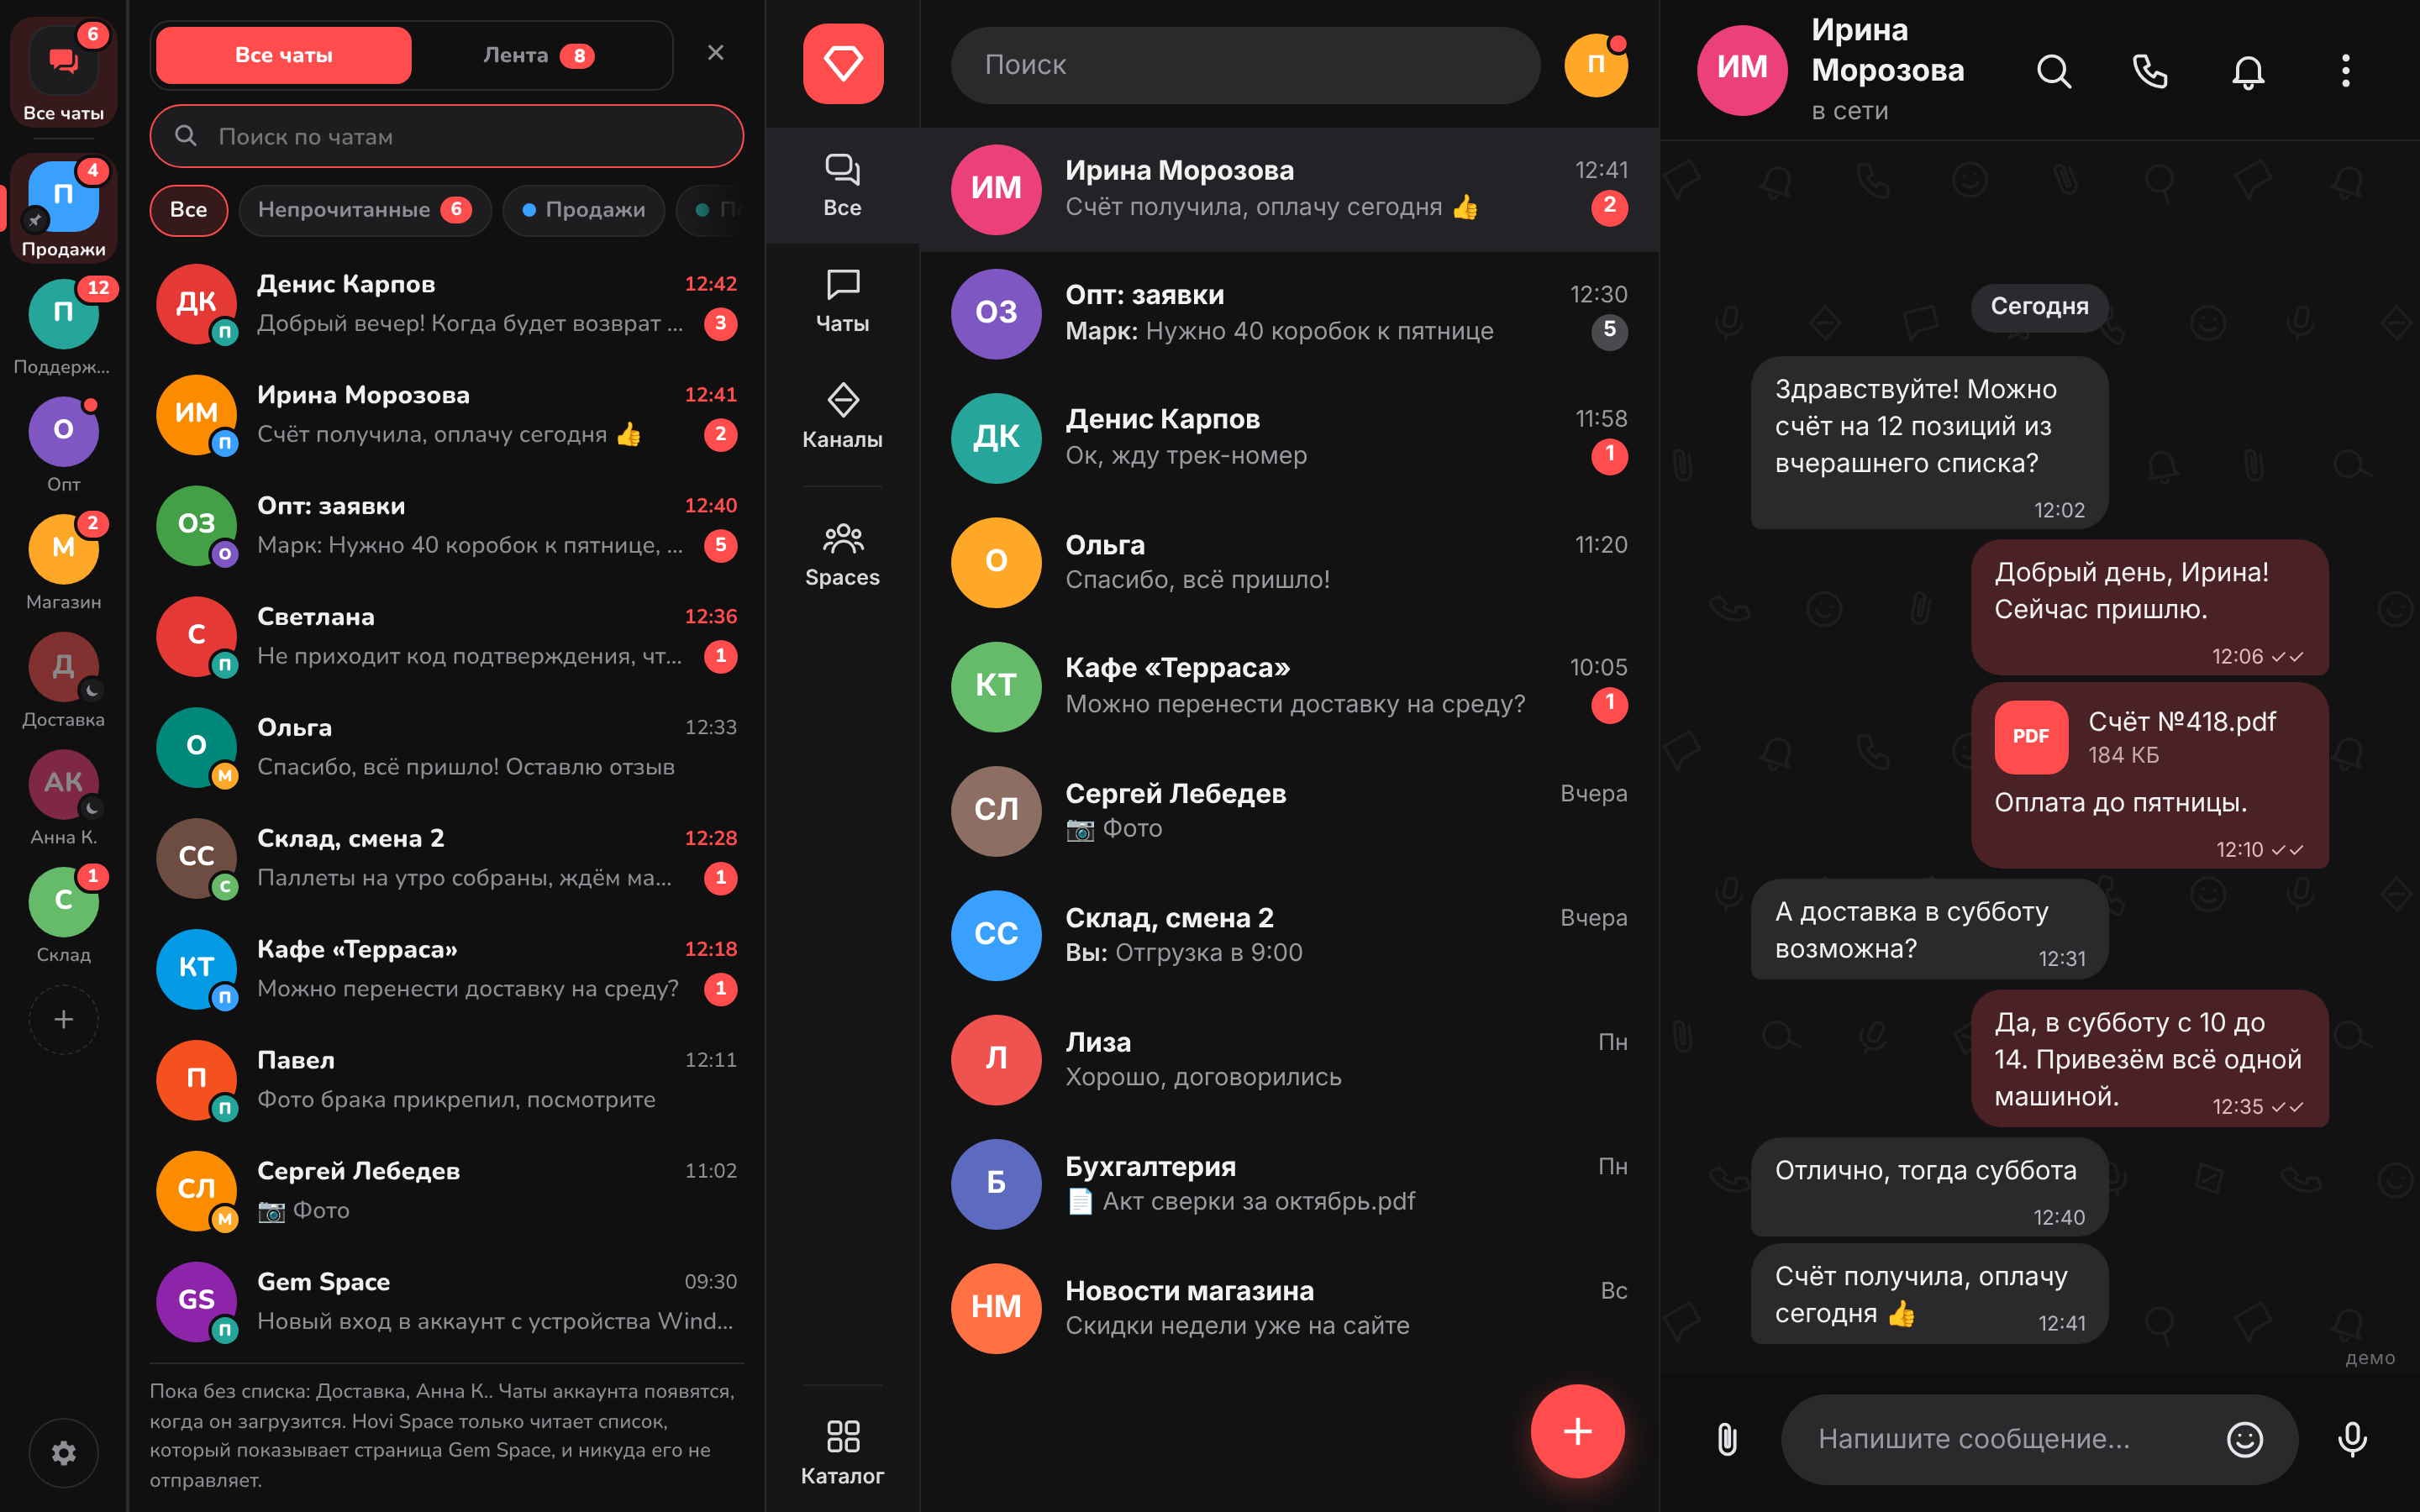 6
Все чаты
4
П
Продажи
12
П
Поддерж...
О
Опт
2
М
Магазин
Д
Доставка
АК
Анна К.
1
С
Склад
+
Все чаты
Лента 8
Поиск по чатам
Все
Непрочитанные 6
Продажи
ДК
П
Денис Карпов
12:42
Добрый вечер! Когда будет возврат ...
3
ИМ
П
Ирина Морозова
12:41
Счёт получила, оплачу сегодня 👍
2
ОЗ
О
Опт: заявки
12:40
Марк: Нужно 40 коробок к пятнице, ...
5
С
П
Светлана
12:36
Не приходит код подтверждения, чт...
1
О
М
Ольга
12:33
Спасибо, всё пришло! Оставлю отзыв
СС
С
Склад, смена 2
12:28
Паллеты на утро собраны, ждём ма...
1
КТ
П
Кафе «Терраса»
12:18
Можно перенести доставку на среду?
1
П
П
Павел
12:11
Фото брака прикрепил, посмотрите
СЛ
М
Сергей Лебедев
11:02
📷 Фото
GS
П
Gem Space
09:30
Новый вход в аккаунт с устройства Wind...
Пока без списка: Доставка, Анна К.. Чаты аккаунта появятся,
когда он загрузится. Hovi Space только читает список,
который показывает страница Gem Space, и никуда его не
отправляет.
Все
Чаты
Каналы
Spaces
Каталог
Поиск
П
ИМ
Ирина Морозова
12:41
Счёт получила, оплачу сегодня 👍
2
ОЗ
Опт: заявки
12:30
Марк: Нужно 40 коробок к пятнице
5
ДК
Денис Карпов
11:58
Ок, жду трек-номер
1
О
Ольга
11:20
Спасибо, всё пришло!
КТ
Кафе «Терраса»
10:05
Можно перенести доставку на среду?
1
СЛ
Сергей Лебедев
Вчера
📷 Фото
СС
Склад, смена 2
Вчера
Вы: Отгрузка в 9:00
Л
Лиза
Пн
Хорошо, договорились
Б
Бухгалтерия
Пн
📄 Акт сверки за октябрь.pdf
НМ
Новости магазина
Вс
Скидки недели уже на сайте
+
ИМ
Ирина
Морозова
в сети
Сегодня
Здравствуйте! Можно
счёт на 12 позиций из
вчерашнего списка?
12:02
Добрый день, Ирина!
Сейчас пришлю.
12:06
PDF
Счёт №418.pdf
184 КБ
Оплата до пятницы.
12:10
А доставка в субботу
возможна?
12:31
Да, в субботу с 10 до
14. Привезём всё одной
машиной.
12:35
Отлично, тогда суббота
12:40
Счёт получила, оплачу
сегодня 👍
12:41
демо
Напишите сообщение...